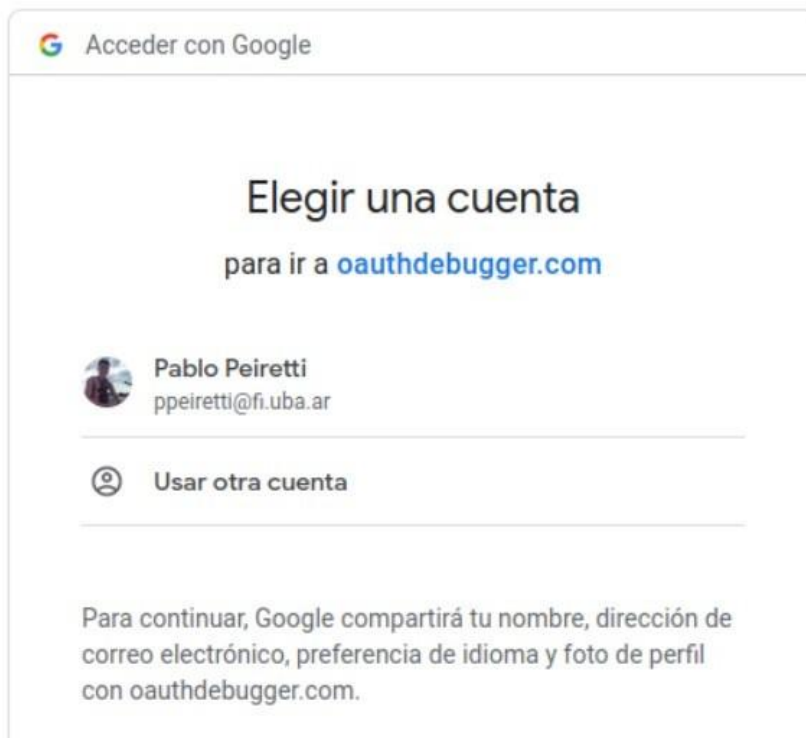 Acceder con Google
Elegir una cuenta
para ir a oauthdebugger.com
Pablo Peiretti
ppeiretti@fi.uba.ar
Usar otra cuenta
Para continuar, Google compartirá tu nombre, dirección de
correo electrónico, preferencia de idioma y foto de perfil
con oauthdebugger.com.